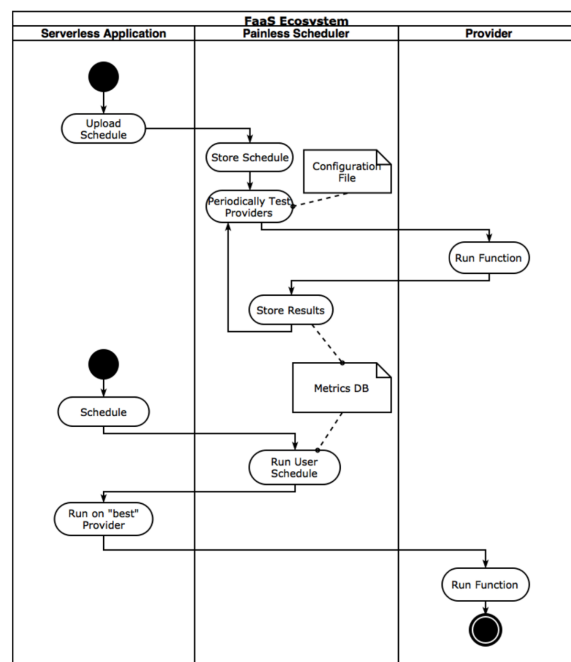 FaaS Ecosystem
Serverless Application
Painless Scheduler
Provider
Upload
Schedule
Store Schedule
Configuration
File
Periodically Test
Providers
Run Function
Store Results
Metrics DB
Schedule
Run User
Schedule
Run on "best"
Provider
Run Function